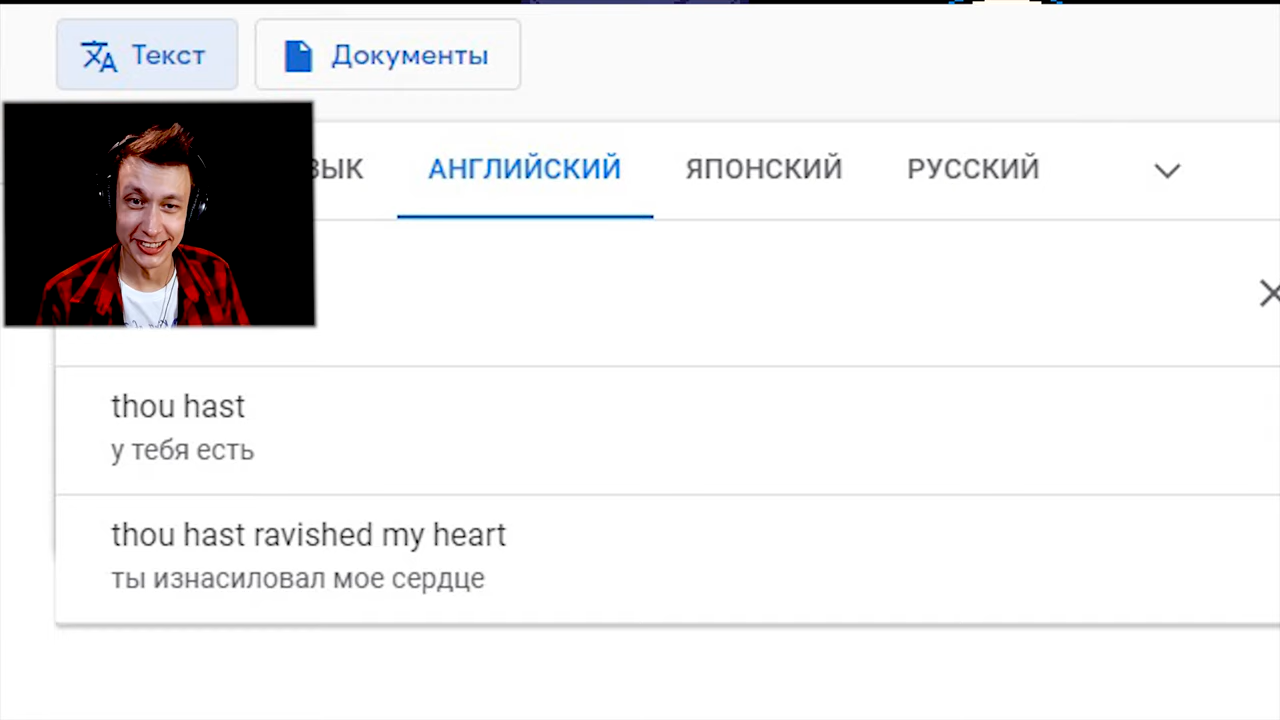 Текст
Документы
ЗЫК
АНГЛИЙСКИЙ
ЯПОНСКИЙ
РУССКИЙ
thou hast
у тебя есть
thou hast ravished my heart
ты изнасиловал мое сердце